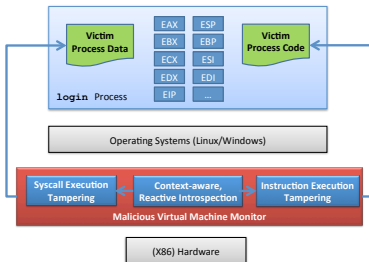 Victim
Process Data
EAX
ESP
EBX
EBP
ECX
ESI
EDX
EDI
EIP
...
Victim
Process Code
login Process
Operating Systems (Linux/Windows)
Syscall Execution
Tampering
Context-aware,
Reactive Introspection
Instruction Execution
Tampering
Malicious Virtual Machine Monitor
(X86) Hardware